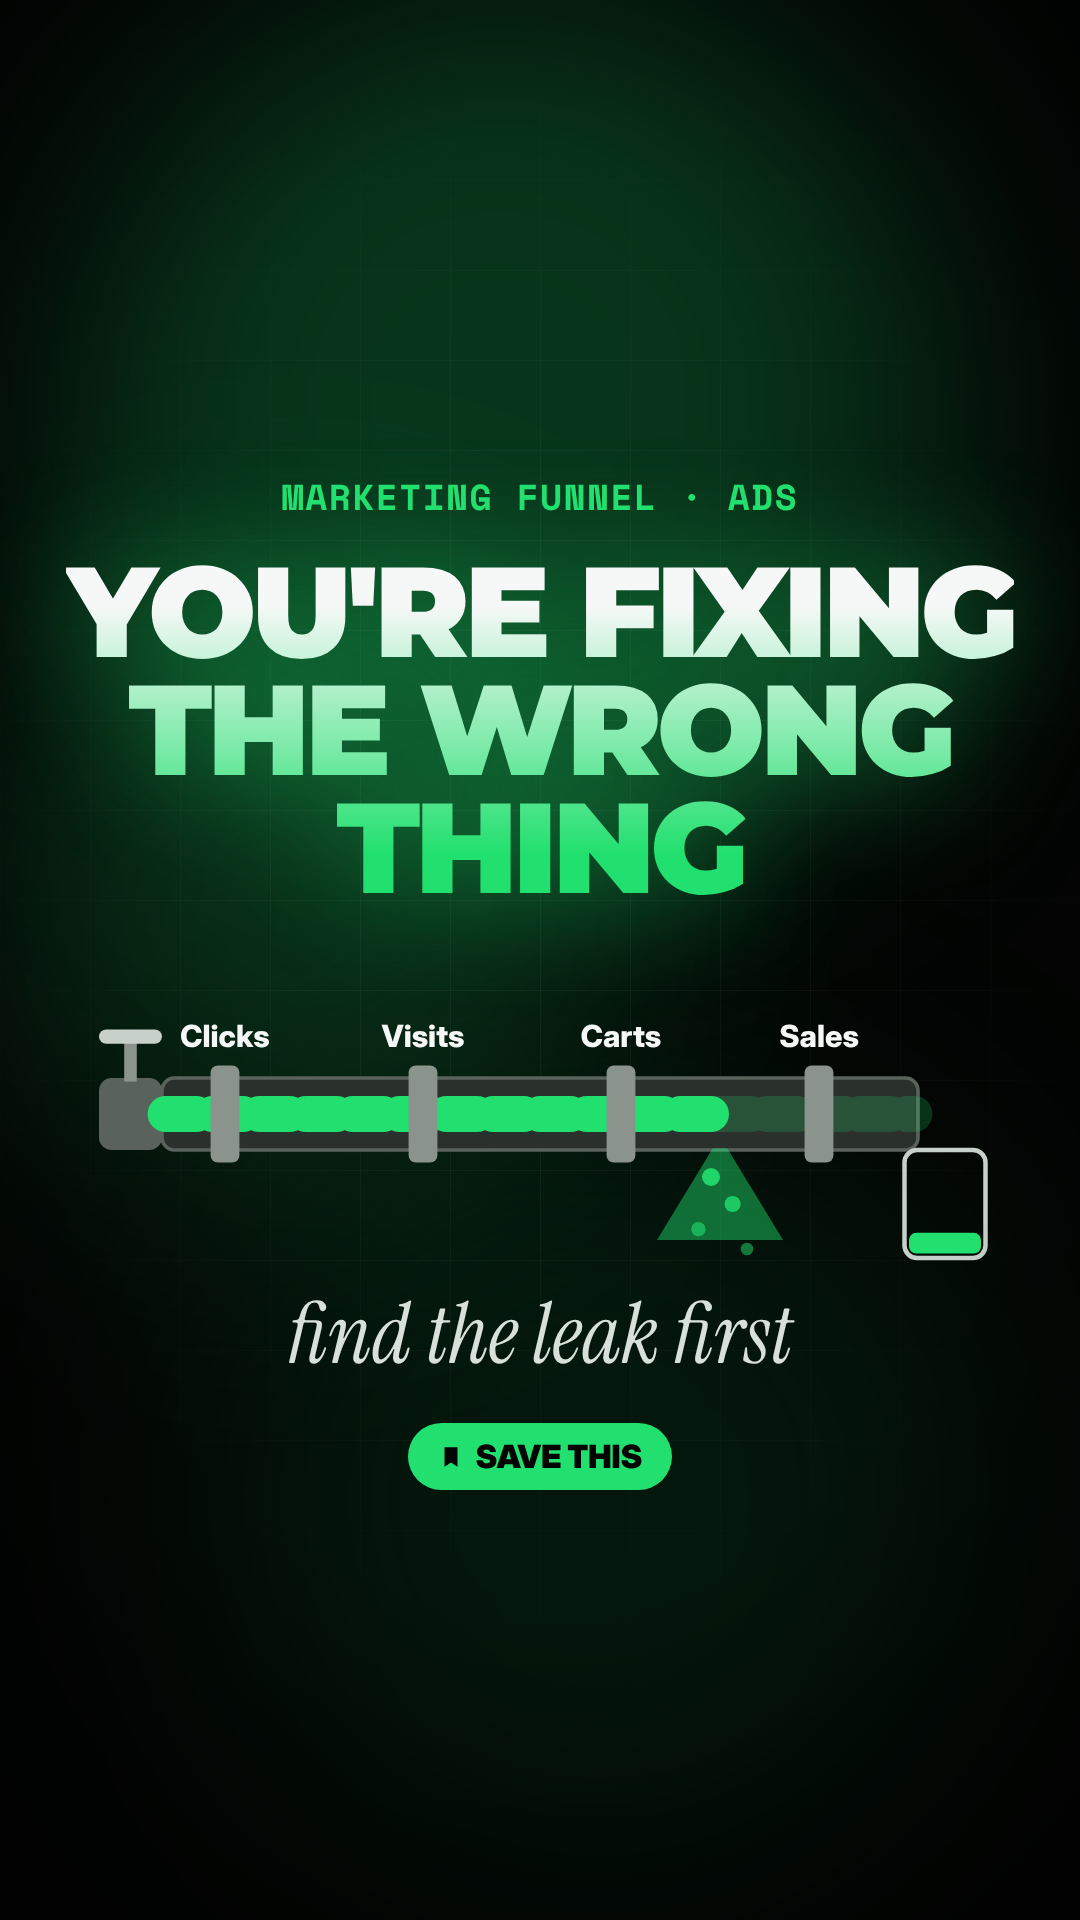 MARKETING FUNNEL · ADS
YOU'RE FIXING
THE WRONG
THING
Clicks Visits Carts Sales
find the leak first
SAVE THIS